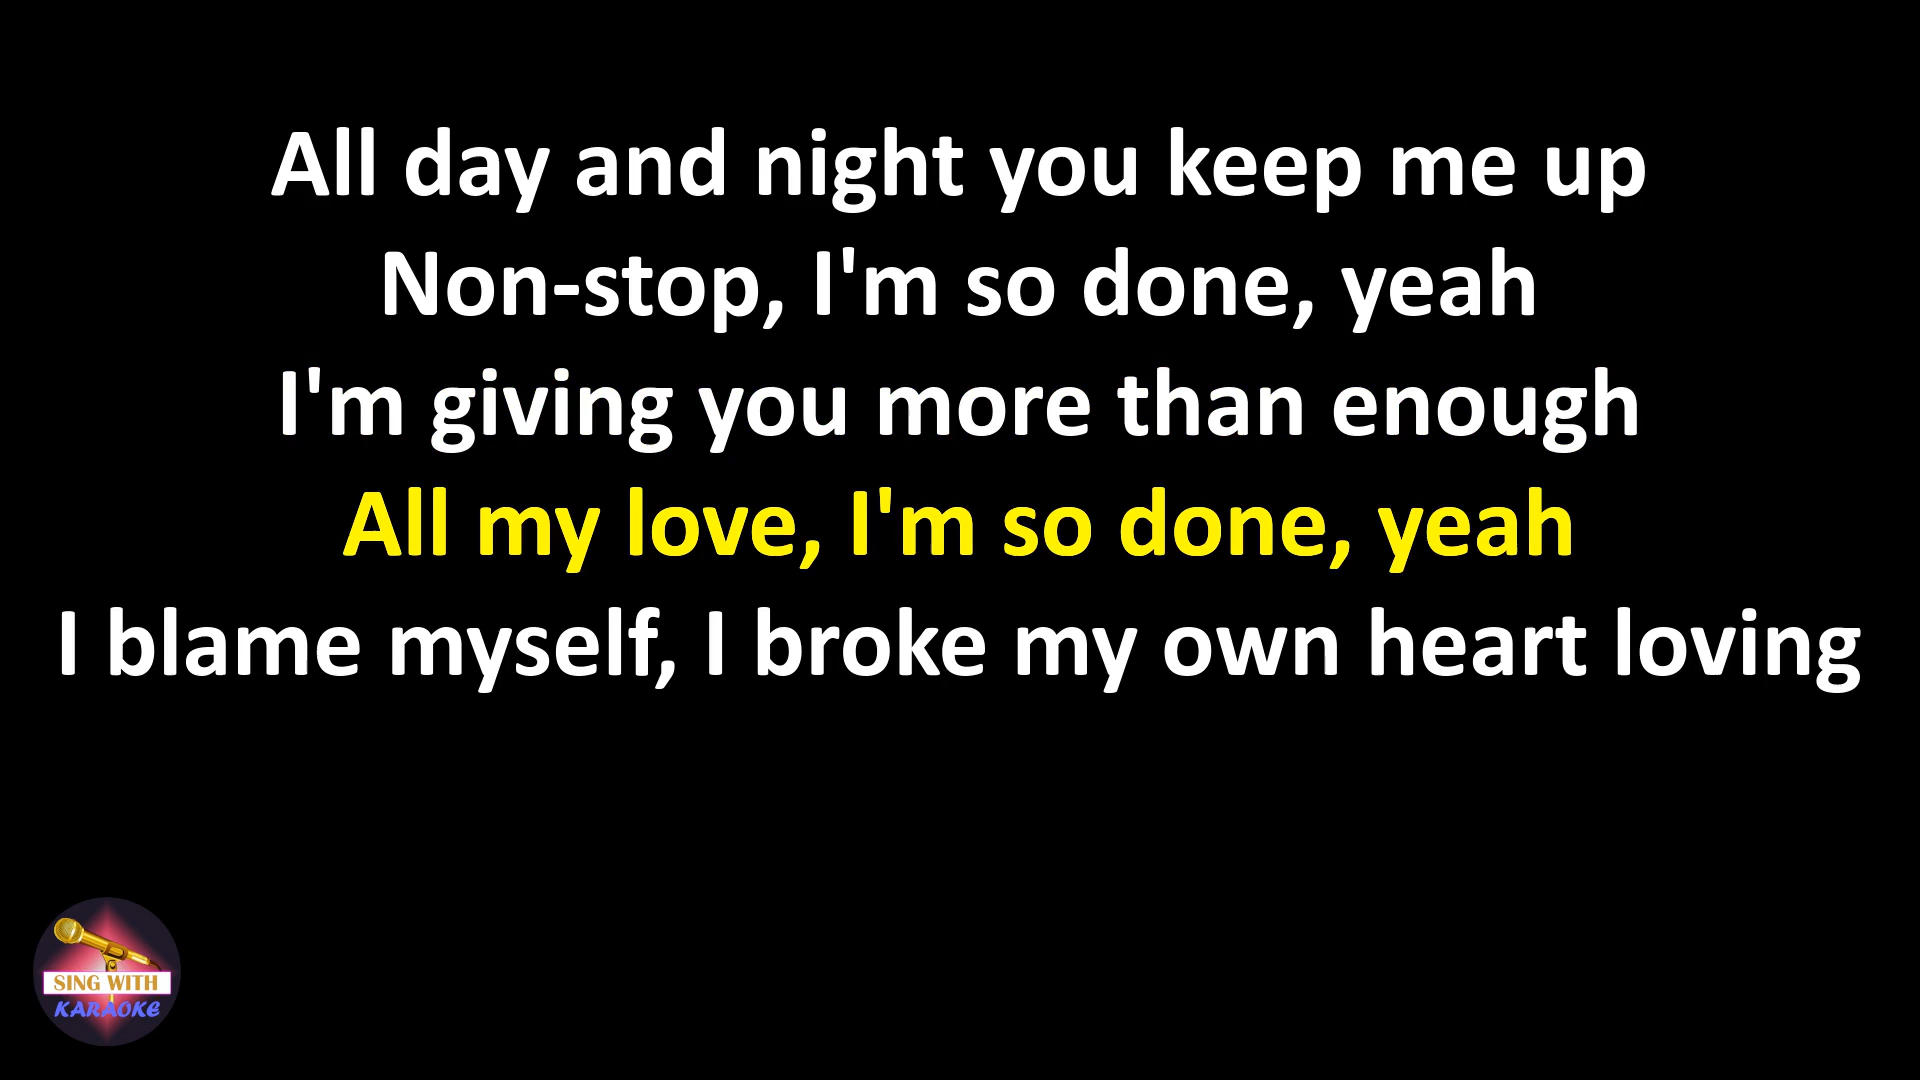 All day and night you keep me up
Non-stop, I'm so done, yeah
I'm giving you more than enough
All my love, I'm so done, yeah
I blame myself, I broke my own heart loving
SING WITH
KARAOKE